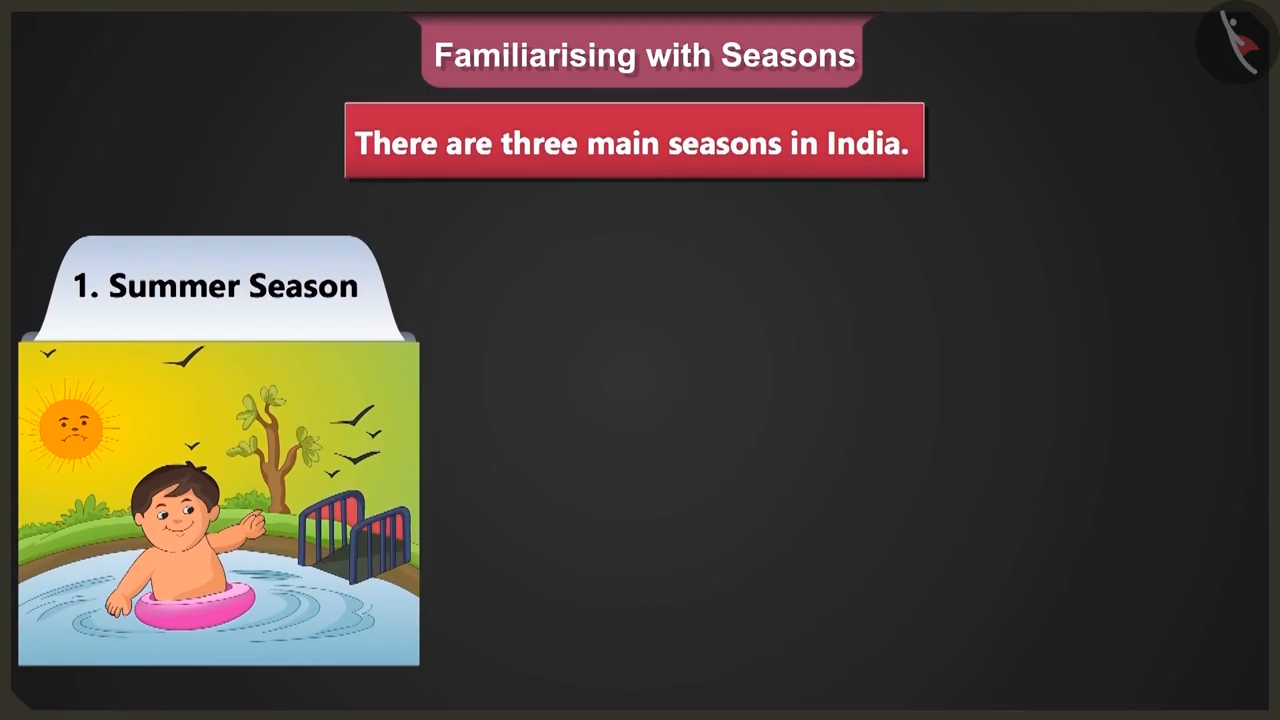 Familiarising with Seasons
There are three main seasons in India.
1. Summer Season